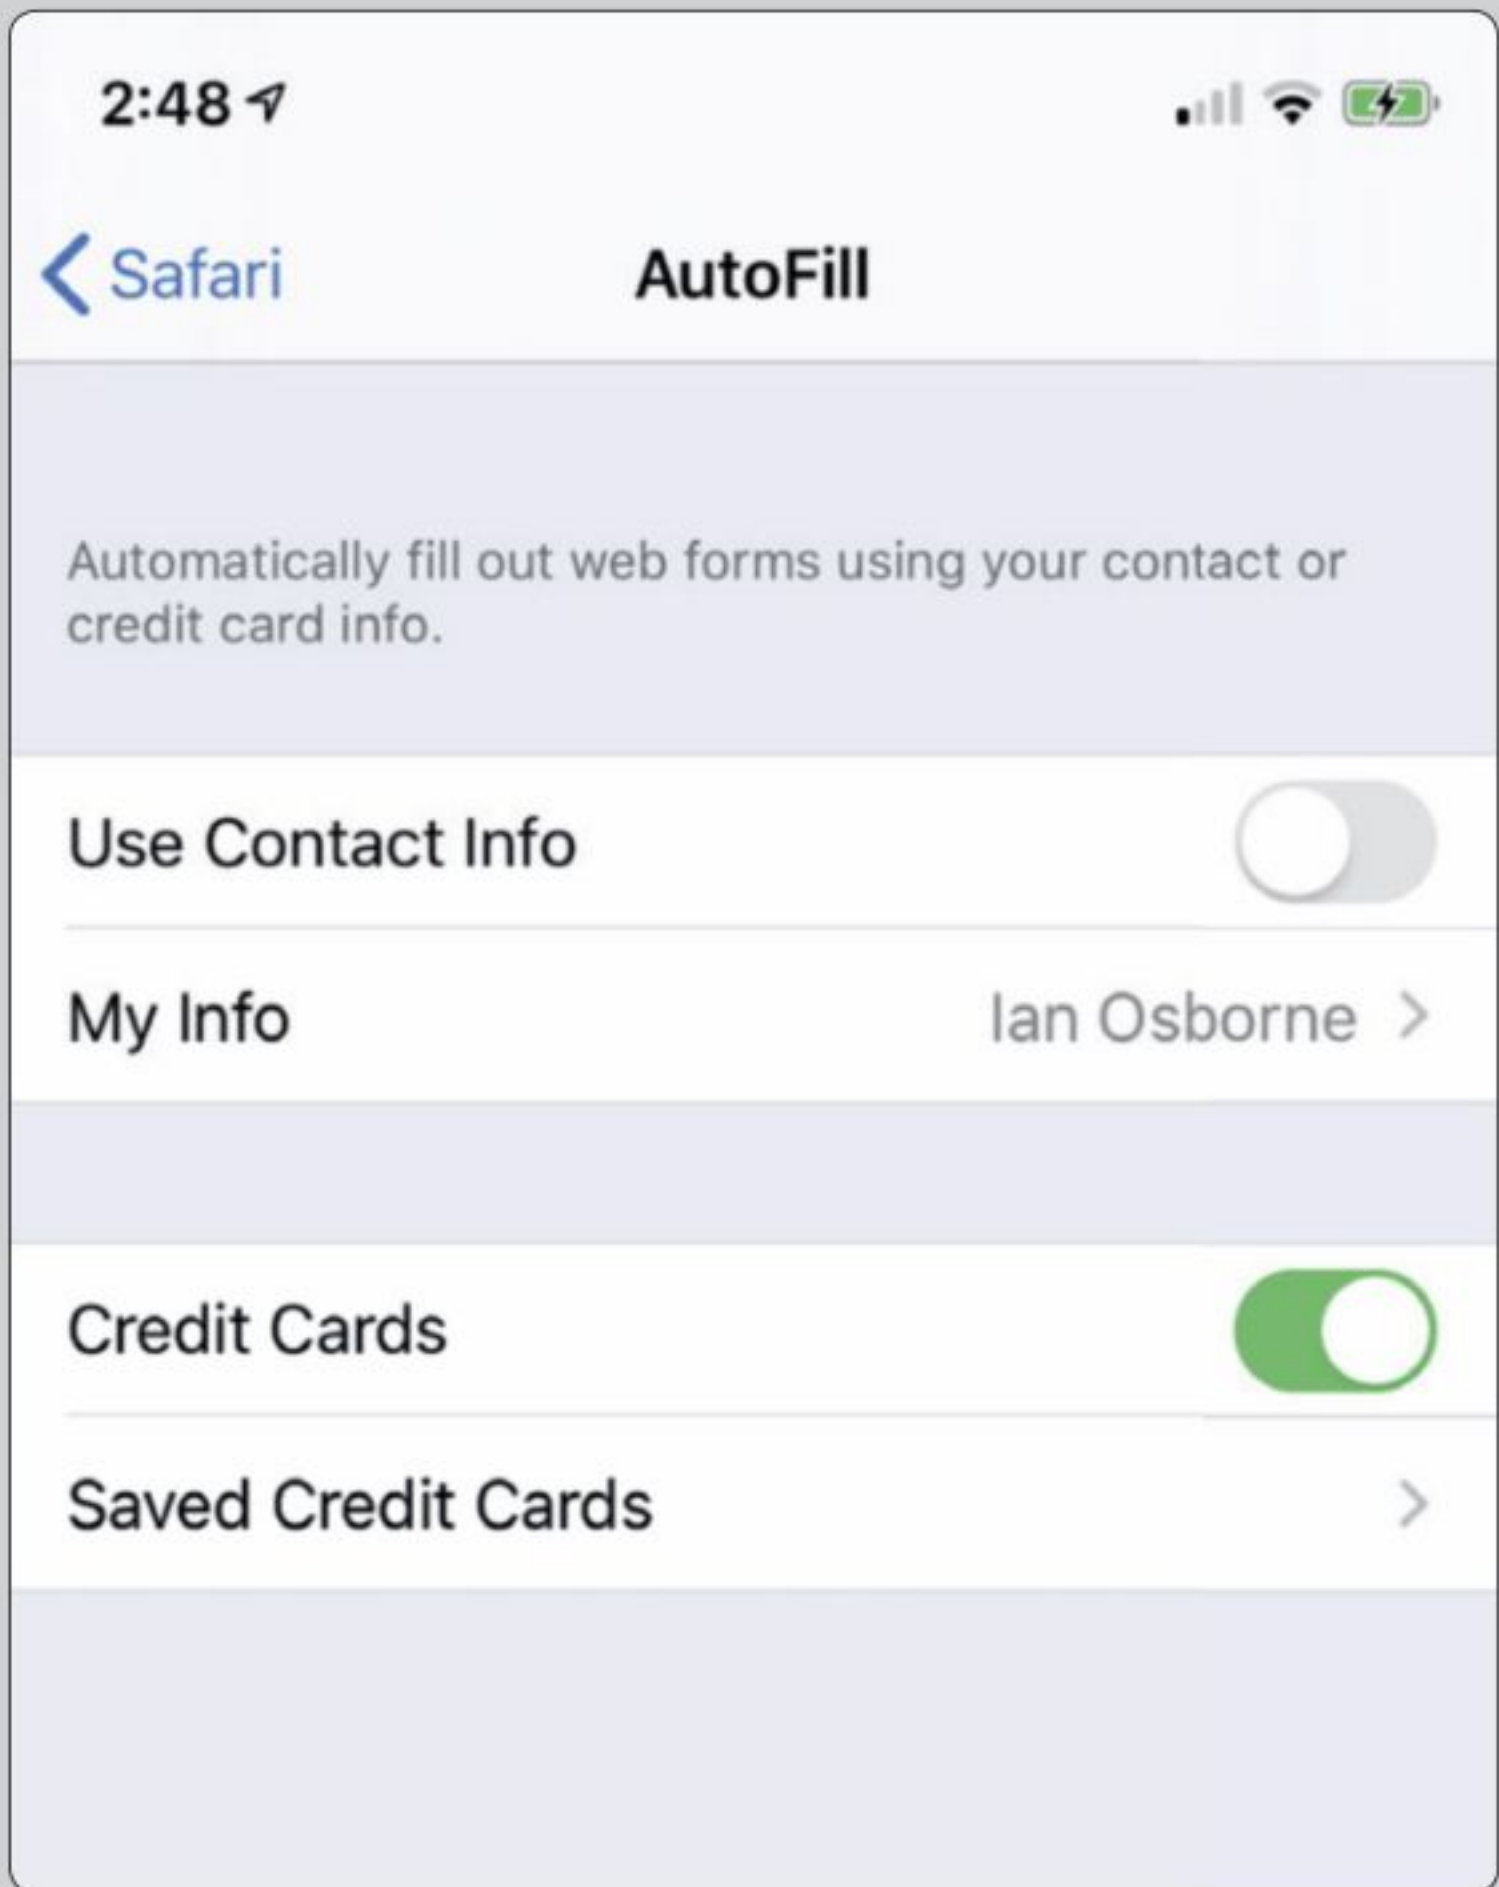 2:48
Safari
AutoFill
Automatically fill out web forms using your contact or
credit card info.
Use Contact Info
My Info
Ian Osborne
Credit Cards
Saved Credit Cards